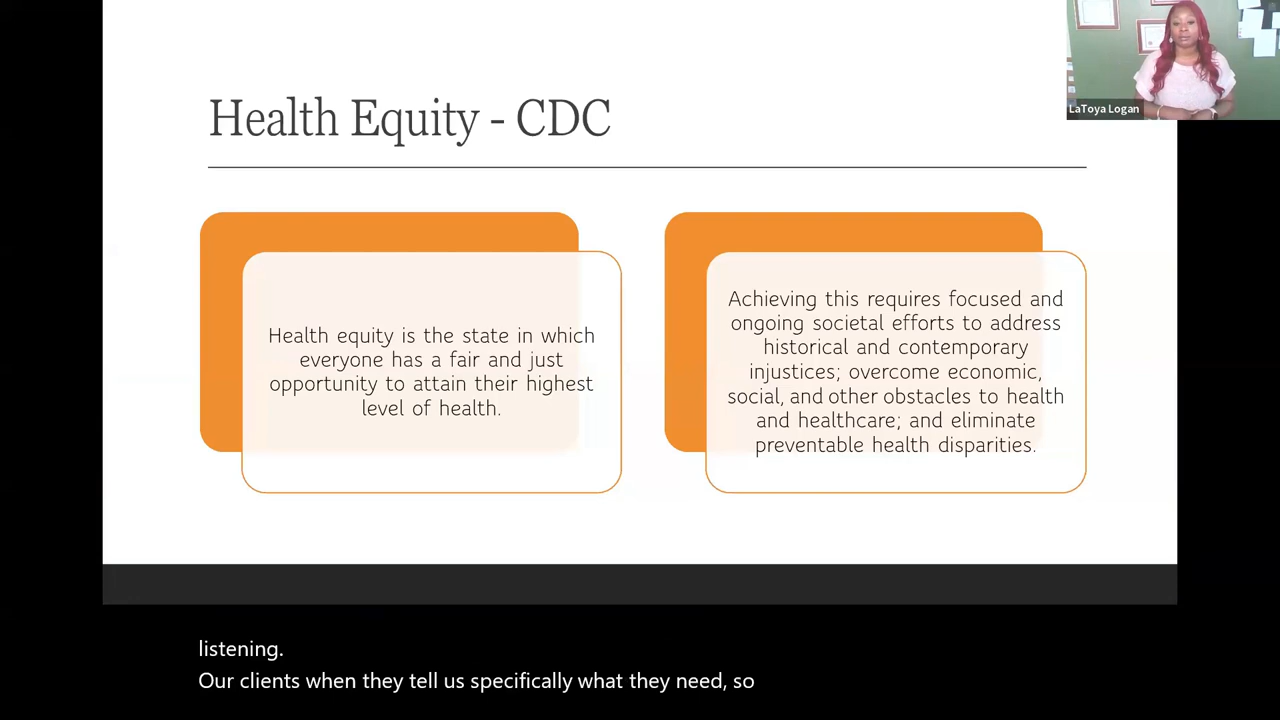 Health Equity - CDC
LaToya Logan
Health equity is the state in which
everyone has a fair and just
opportunity to attain their highest
level of health.
Achieving this requires focused and
ongoing societal efforts to address
historical and contemporary
injustices; overcome economic,
social, and other obstacles to health
and healthcare; and eliminate
preventable health disparities.
listening.
Our clients when they tell us specifically what they need, so